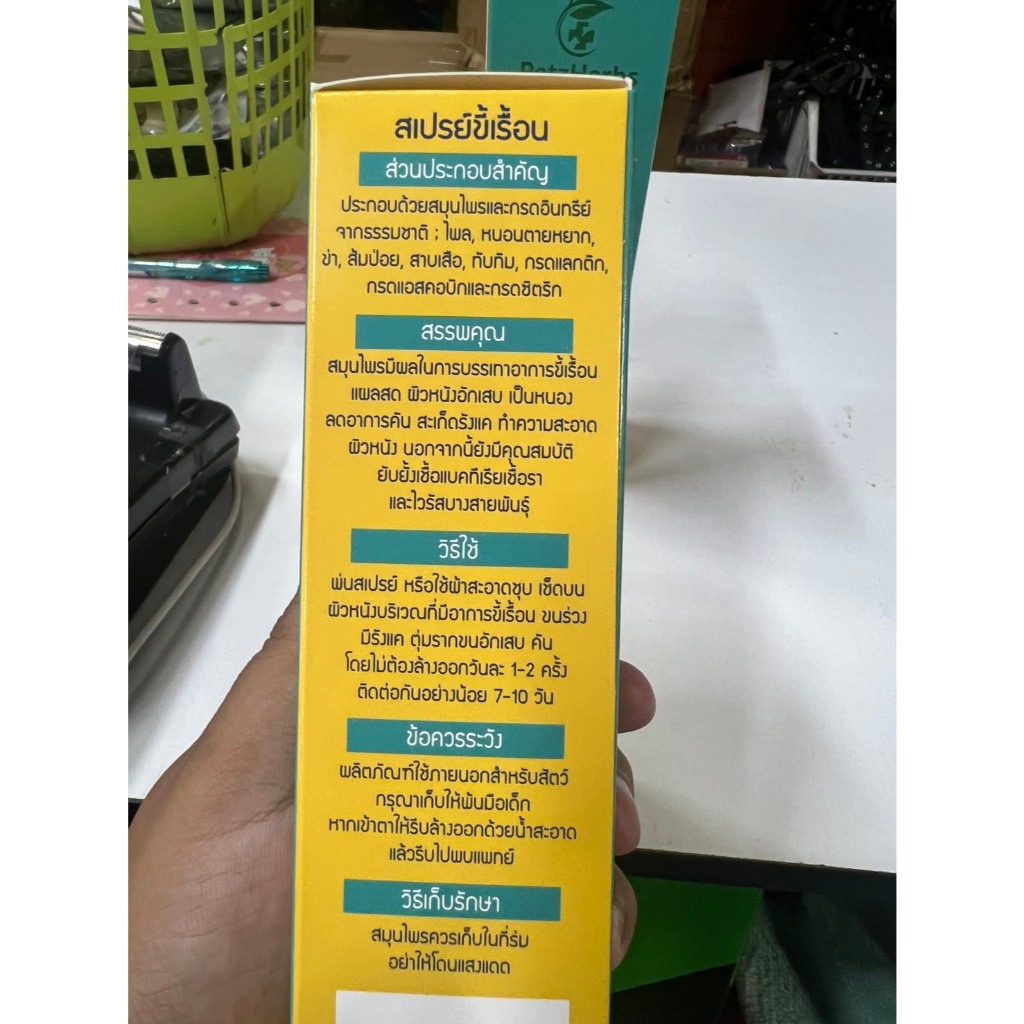 PetzHerbs
สเปรย์ขี้เรื้อน
ส่วนประกอบสำคัญ
ประกอบด้วยสมุนไพรและกรดอินทรีย์
จากธรรมชาติ ; ไพล, หนอนตายหยาก,
ข่า, ส้มป่อย, สาบเสือ, ทับทิม, กรดแลกติก,
กรดแอสคอบิกและกรดซิตริก
สรรพคุณ
สมุนไพรมีผลในการบรรเทาอาการขี้เรื้อน
แผลสด ผิวหนังอักเสบ เป็นหนอง
ลดอาการคัน สะเก็ดรังแค ทำความสะอาด
ผิวหนัง นอกจากนี้ยังมีคุณสมบัติ
ยับยั้งเชื้อแบคทีเรียเชื้อรา
และไวรัสบางสายพันธุ์
วิธีใช้
พ่นสเปรย์ หรือใช้ผ้าสะอาดชุบ เช็ดบน
ผิวหนังบริเวณที่มีอาการขี้เรื้อน ขนร่วง
มีรังแค ตุ่มรากขนอักเสบ คัน
โดยไม่ต้องล้างออกวันละ 1-2 ครั้ง
ติดต่อกันอย่างน้อย 7-10 วัน
ข้อควรระวัง
ผลิตภัณฑ์ใช้ภายนอกสำหรับสัตว์
กรุณาเก็บให้พ้นมือเด็ก
หากเข้าตาให้รีบล้างออกด้วยน้ำสะอาด
แล้วรีบไปพบแพทย์
วิธีเก็บรักษา
สมุนไพรควรเก็บในที่ร่ม
อย่าให้โดนแสงแดด